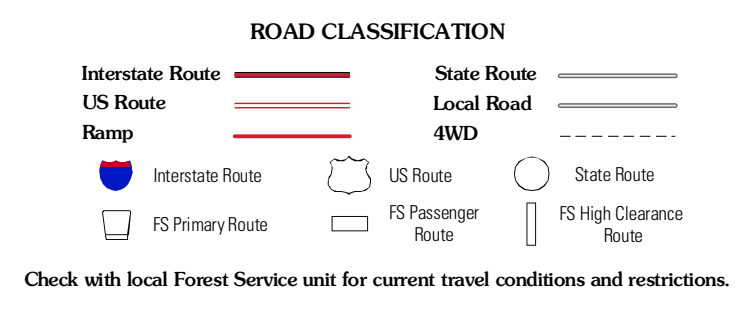 ROAD CLASSIFICATION
Interstate Route
State Route
US Route
Local Road
Ramp
4WD
Interstate Route
US Route
State Route
FS Primary Route
FS Passenger
Route
FS High Clearance
Route
Check with local Forest Service unit for current travel conditions and restrictions.